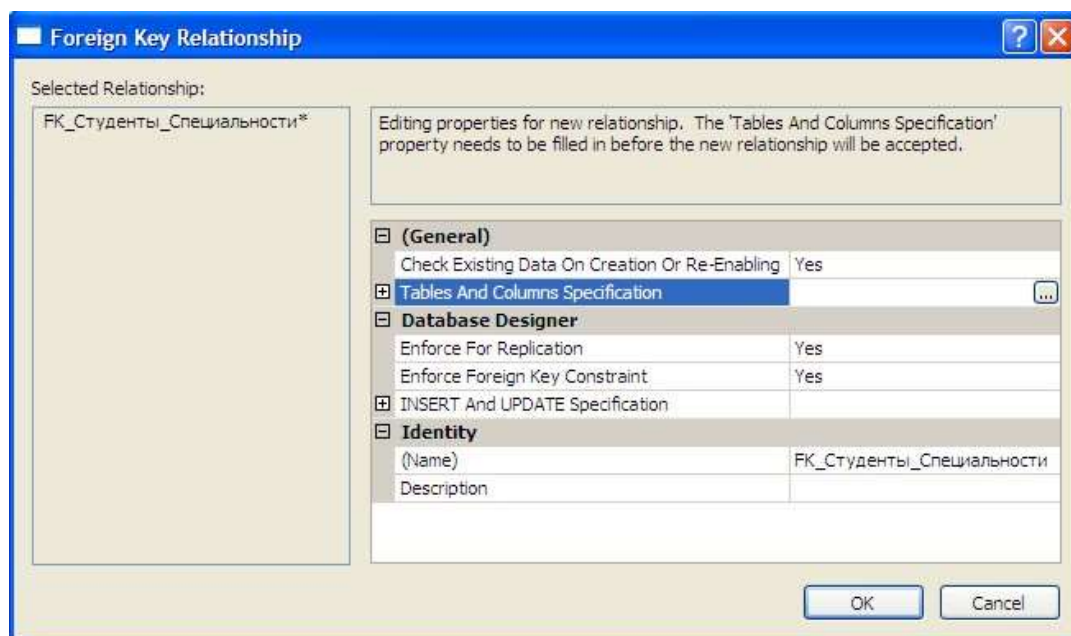 Foreign Key Relationship
Selected Relationship:
FK_Студенты_Специальности*
Editing properties for new relationship. The 'Tables And Columns Specification'
property needs to be filled in before the new relationship will be accepted.
(General)
Check Existing Data On Creation Or Re-Enabling Yes
Tables And Columns Specification ...
Database Designer
Enforce For Replication Yes
Enforce Foreign Key Constraint Yes
INSERT And UPDATE Specification
Identity
(Name) FK_Студенты_Специальности
Description
OK Cancel